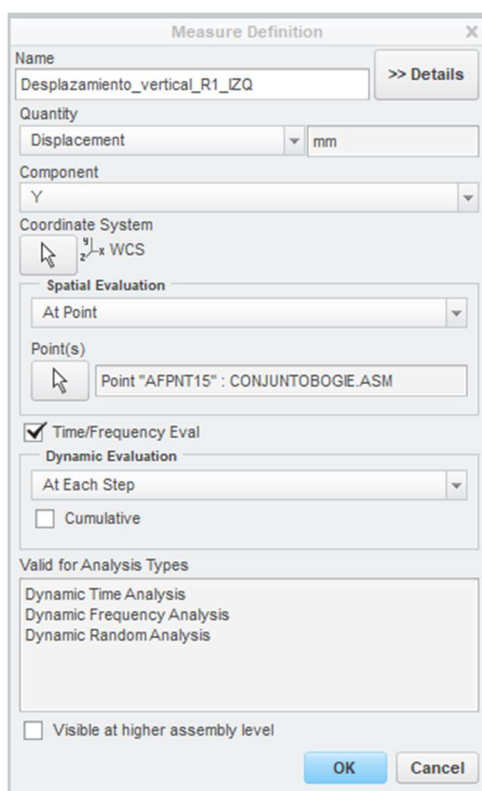 Measure Definition X
Name
Desplazamiento_vertical_R1_IZQ
>> Details
Quantity
Displacement
mm
Component
Y
Coordinate System
y
z x WCS
Spatial Evaluation
At Point
Point(s)
Point "AFPNT15" : CONJUNTOBOGIE.ASM
Time/Frequency Eval
Dynamic Evaluation
At Each Step
Cumulative
Valid for Analysis Types
Dynamic Time Analysis
Dynamic Frequency Analysis
Dynamic Random Analysis
Visible at higher assembly level
OK Cancel